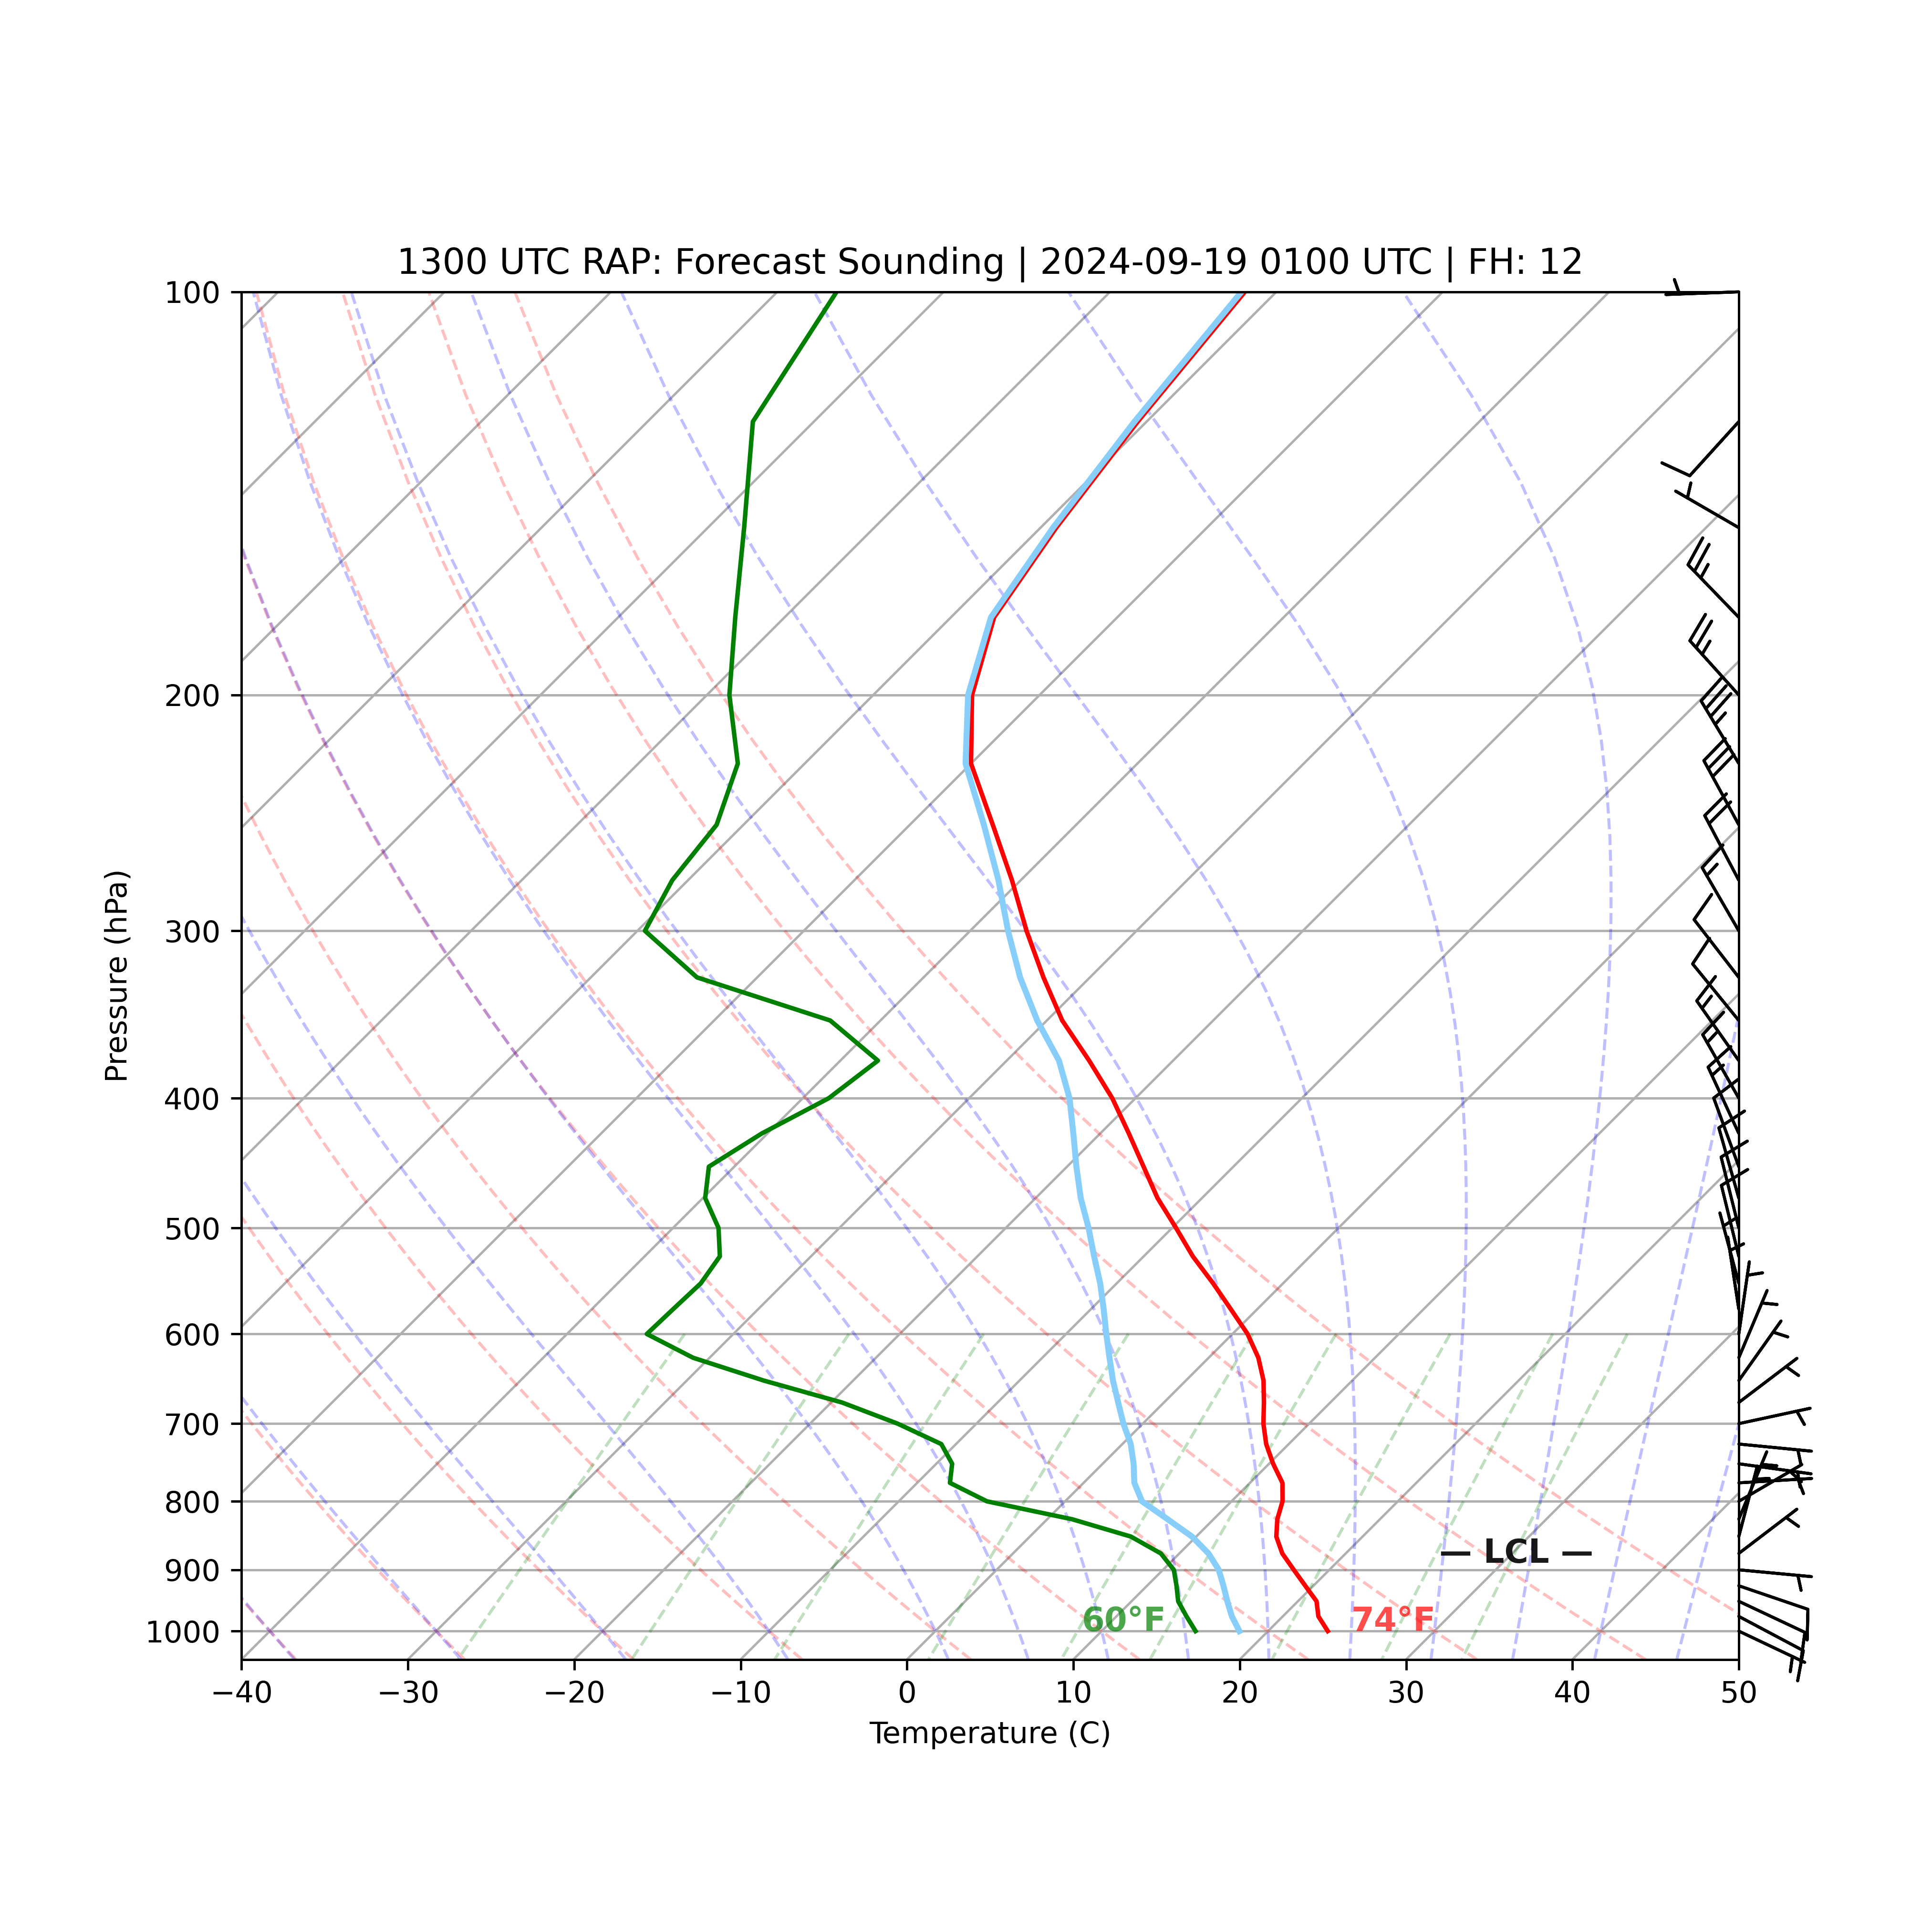 1300 UTC RAP: Forecast Sounding | 2024-09-19 0100 UTC | FH: 12
100
200
300
400
500
600
700
800
900
1000
Pressure (hPa)
— LCL —
60°F
74°F
−40 −30 −20 −10 0 10 20 30 40 50
Temperature (C)